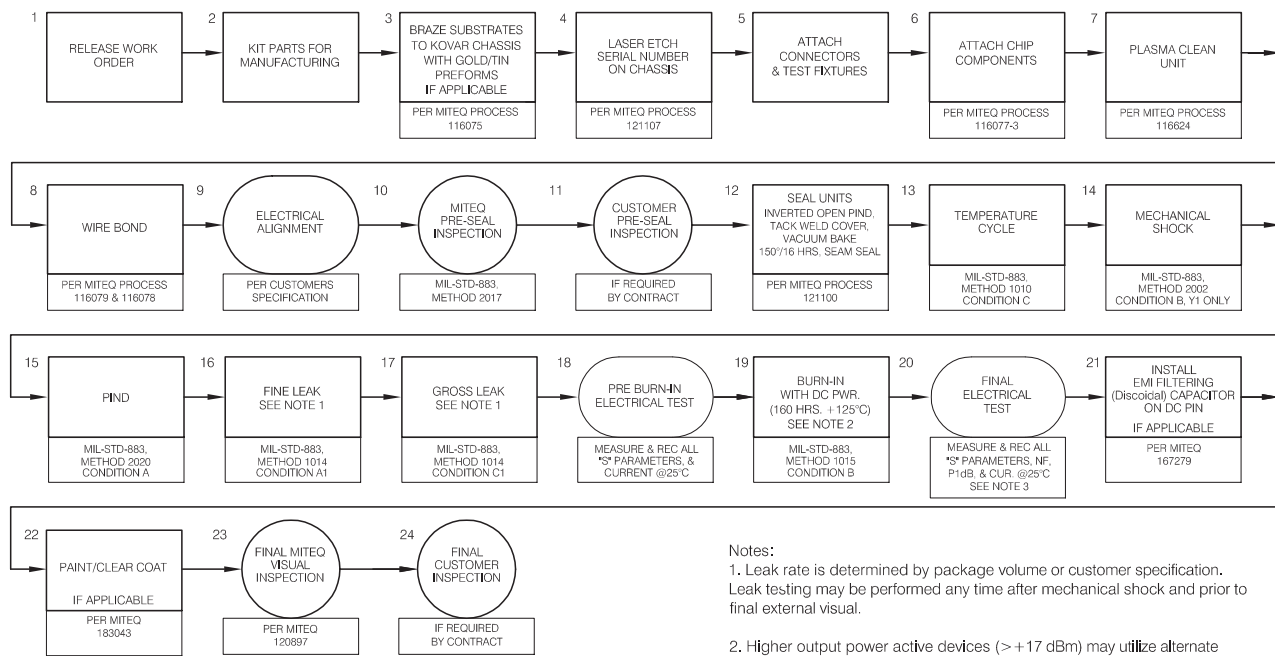 1
RELEASE WORK
ORDER
2
KIT PARTS FOR
MANUFACTURING
3
BRAZE SUBSTRATES
TO KOVAR CHASSIS
WITH GOLD/TIN
PREFORMS
IF APPLICABLE
PER MITEQ PROCESS
116075
4
LASER ETCH
SERIAL NUMBER
ON CHASSIS
PER MITEQ PROCESS
121107
5
ATTACH
CONNECTORS
& TEST FIXTURES
6
ATTACH CHIP
COMPONENTS
PER MITEQ PROCESS
116077-3
7
PLASMA CLEAN
UNIT
PER MITEQ PROCESS
116624
8
WIRE BOND
PER MITEQ PROCESS
116079 & 116078
9
ELECTRICAL
ALIGNMENT
PER CUSTOMERS
SPECIFICATION
10
MITEQ
PRE-SEAL
INSPECTION
MIL-STD-883,
METHOD 2017
11
CUSTOMER
PRE-SEAL
INSPECTION
IF REQUIRED
BY CONTRACT
12
SEAL UNITS
INVERTED OPEN PIND,
TACK WELD COVER,
VACUUM BAKE
150°/16 HRS, SEAM SEAL
PER MITEQ PROCESS
121100
13
TEMPERATURE
CYCLE
MIL-STD-883,
METHOD 1010
CONDITION C
14
MECHANICAL
SHOCK
MIL-STD-883,
METHOD 2002
CONDITION B, Y1 ONLY
15
PIND
MIL-STD-883,
METHOD 2020
CONDITION A
16
FINE LEAK
SEE NOTE 1
MIL-STD-883,
METHOD 1014
CONDITION A1
17
GROSS LEAK
SEE NOTE 1
MIL-STD-883,
METHOD 1014
CONDITION C1
18
PRE BURN-IN
ELECTRICAL TEST
MEASURE & REC ALL
"S" PARAMETERS, &
CURRENT @25°C
19
BURN-IN
WITH DC PWR.
(160 HRS. +125°C)
SEE NOTE 2
MIL-STD-883,
METHOD 1015
CONDITION B
20
FINAL
ELECTRICAL
TEST
MEASURE & REC ALL
"S" PARAMETERS, NF,
P1dB, & CUR. @25°C
SEE NOTE 3
21
INSTALL
EMI FILTERING
(Discoidal) CAPACITOR
ON DC PIN
IF APPLICABLE
PER MITEQ
167279
22
PAINT/CLEAR COAT
IF APPLICABLE
PER MITEQ
183043
23
FINAL MITEQ
VISUAL
INSPECTION
PER MITEQ
120897
24
FINAL
CUSTOMER
INSPECTION
IF REQUIRED
BY CONTRACT
Notes:
1. Leak rate is determined by package volume or customer specification.
Leak testing may be performed any time after mechanical shock and prior to
final external visual.
2. Higher output power active devices (>+17 dBm) may utilize alternate